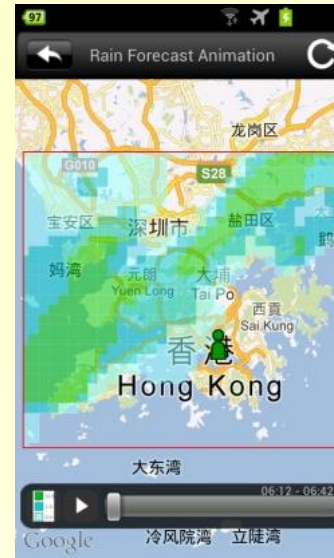 97
Rain Forecast Animation
龙岗区
G010
S28
宝安区
深圳市
盐田区
妈湾
元朗
Yuen Long
大埔
Tai Po
西貢
Sai Kung
香港
Hong Kong
大东湾
06:12 - 06:42
Google
冷风院湾
立陡湾